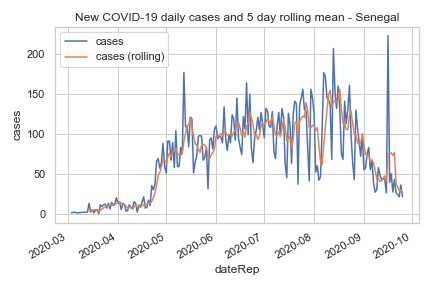 New COVID-19 daily cases and 5 day rolling mean - Senegal
cases
cases (rolling)
200
150
100
50
0
cases
2020-03
2020-04
2020-05
2020-06
2020-07
2020-08
2020-09
2020-10
dateRep